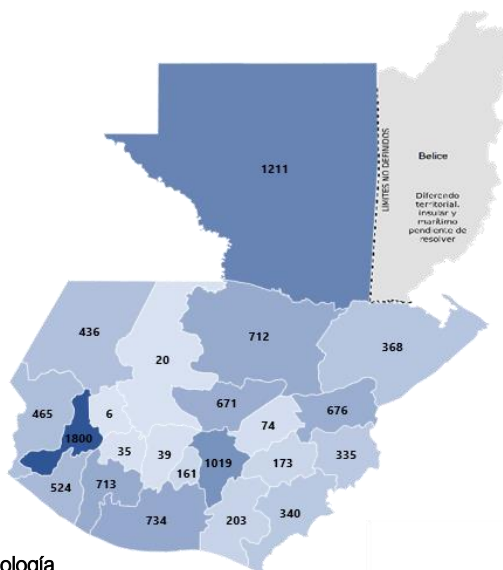 1211
LIMITES NO DEFINIDOS
Belice
Diferendo
territorial,
insular y
marítimo
pendiente de
resolver
436
20
712
368
465
6
671
676
1800
74
35
39
161
1019
173
335
524
713
734
203
340
ología